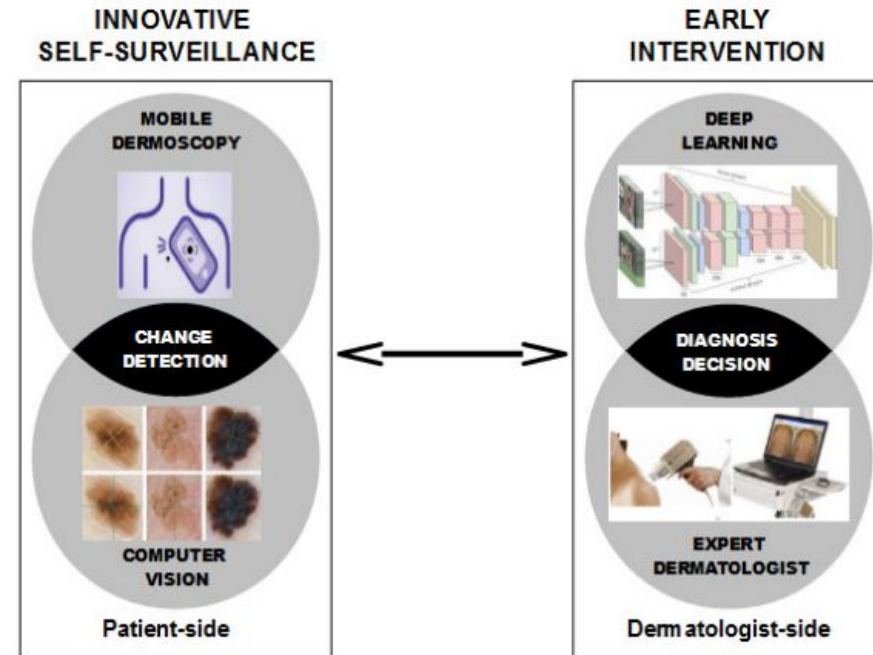 INNOVATIVE
SELF-SURVEILLANCE
MOBILE
DERMOSCOPY
CHANGE
DETECTION
COMPUTER
VISION
Patient-side
EARLY
INTERVENTION
DEEP
LEARNING
DIAGNOSIS
DECISION
EXPERT
DERMATOLOGIST
Dermatologist-side